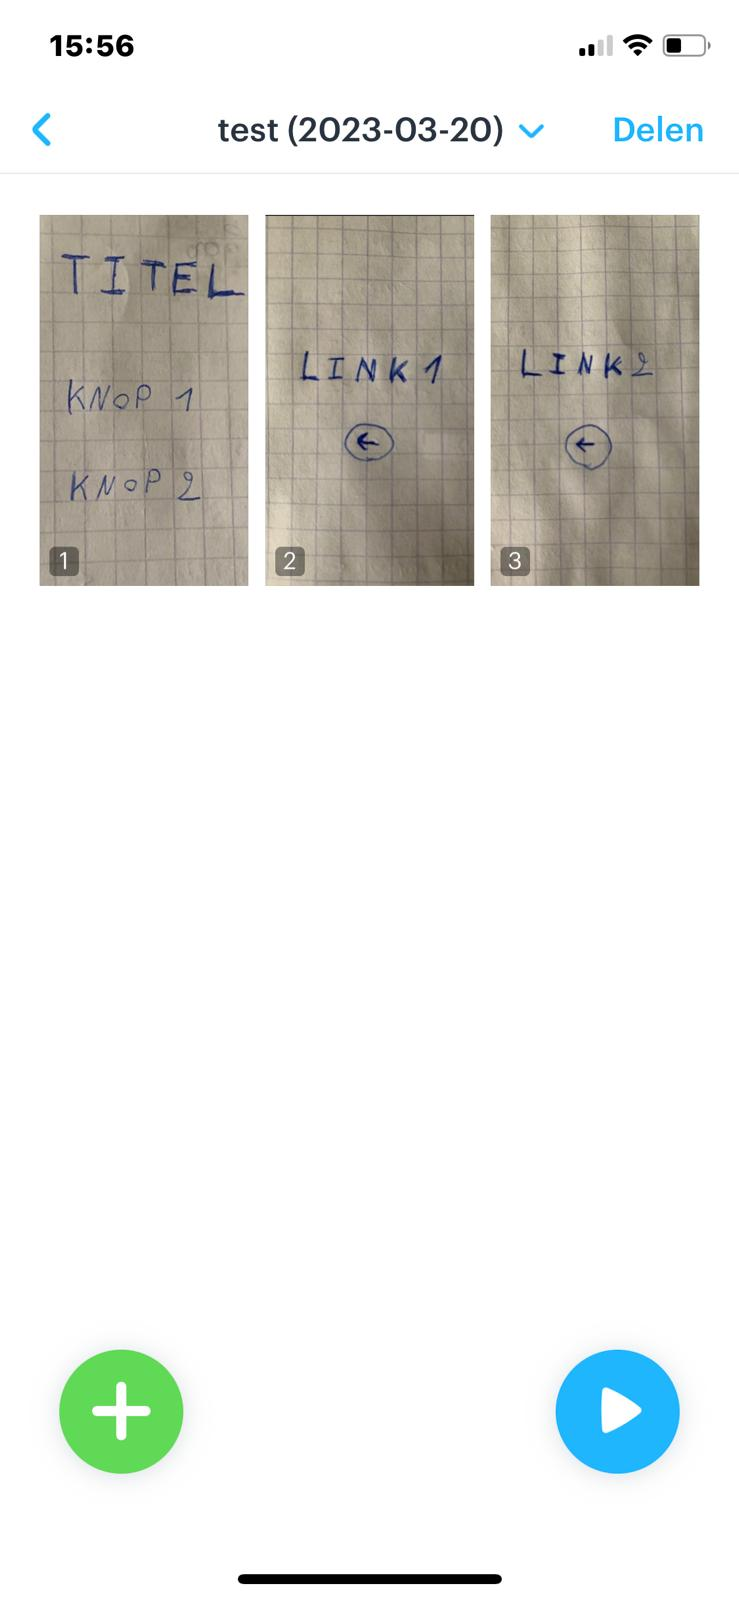 15:56
test (2023-03-20)
Delen
TITEL
KNOP 1
KNOP 2
1
LINK 1
2
LINK 2
3